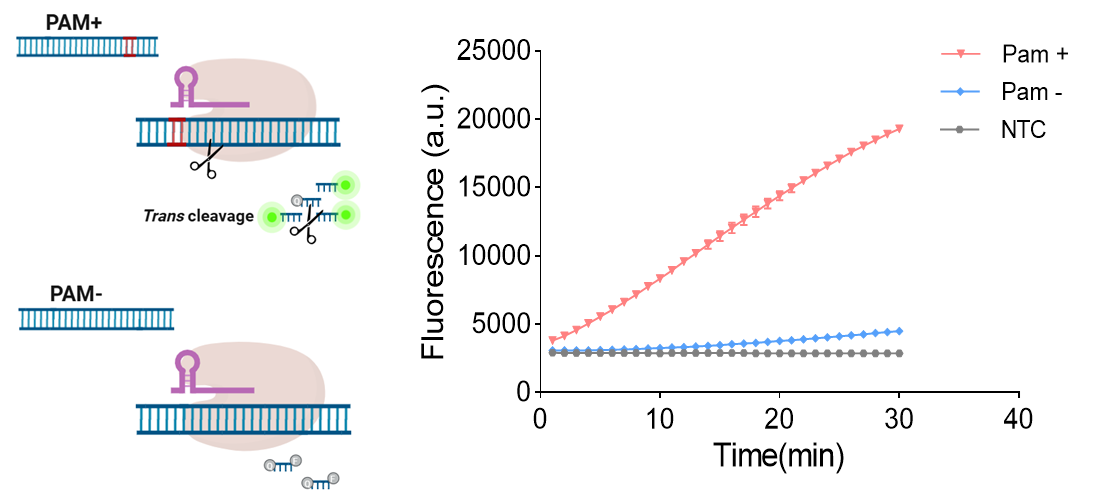 PAM+
Trans cleavage
Q
PAM-
Q F
Q F
25000
20000
15000
10000
5000
0
Fluorescence (a.u.)
0 10 20 30 40
Time(min)
Pam +
Pam -
NTC